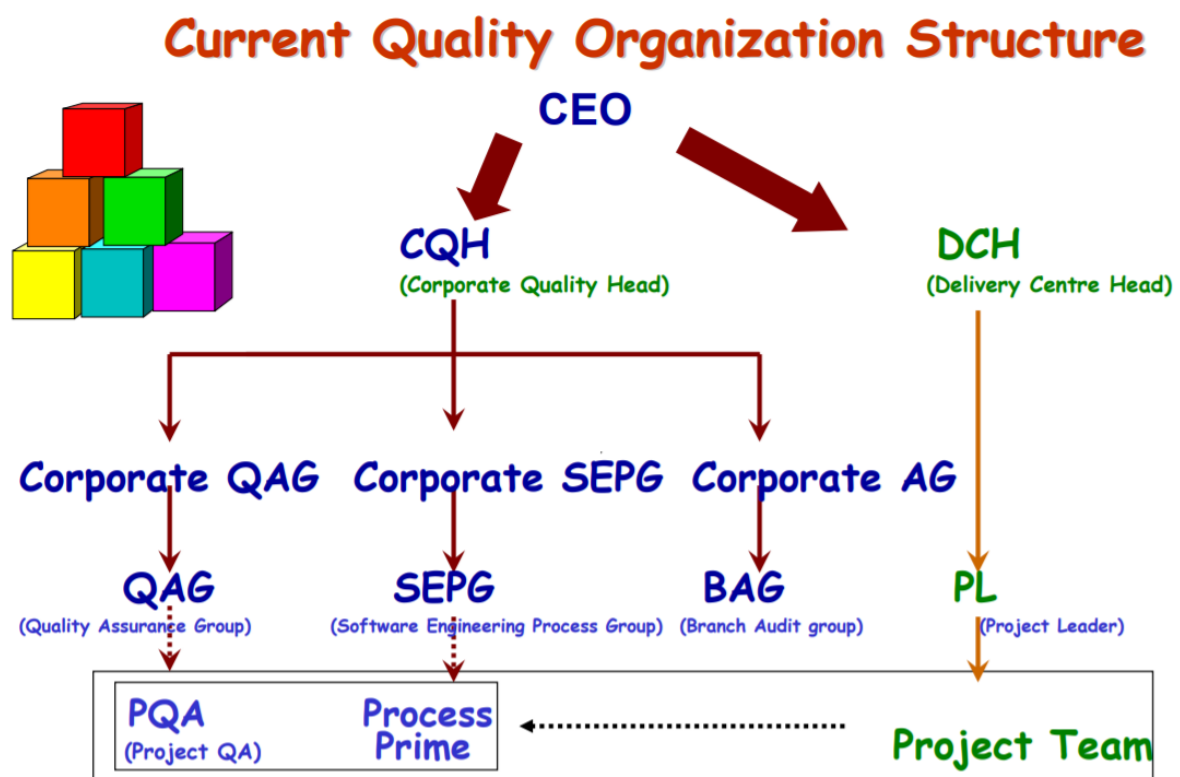 Current Quality Organization Structure
CEO
CQH
(Corporate Quality Head)
DCH
(Delivery Centre Head)
Corporate QAG
Corporate SEPG
Corporate AG
QAG
(Quality Assurance Group)
SEPG
(Software Engineering Process Group)
BAG
(Branch Audit group)
PL
(Project Leader)
PQA
(Project QA)
Process
Prime
Project Team